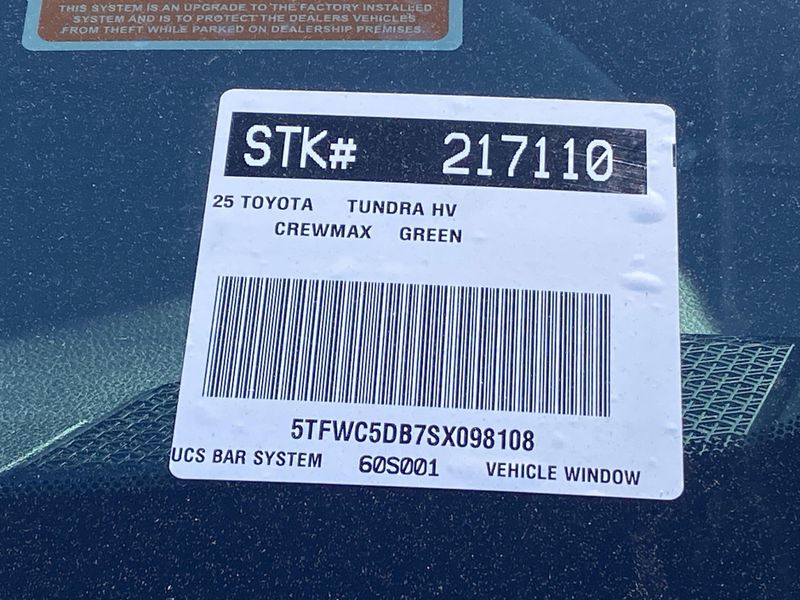 THIS SYSTEM IS AN UPGRADE TO THE FACTORY INSTALLED
SYSTEM AND IS TO PROTECT THE DEALERS VEHICLES
FROM THEFT WHILE PARKED ON DEALERSHIP PREMISES.
STK# 217110
25 TOYOTA TUNDRA HV
CREWMAX GREEN
5TFWC5DB7SX098108
UCS BAR SYSTEM 60S001 VEHICLE WINDOW